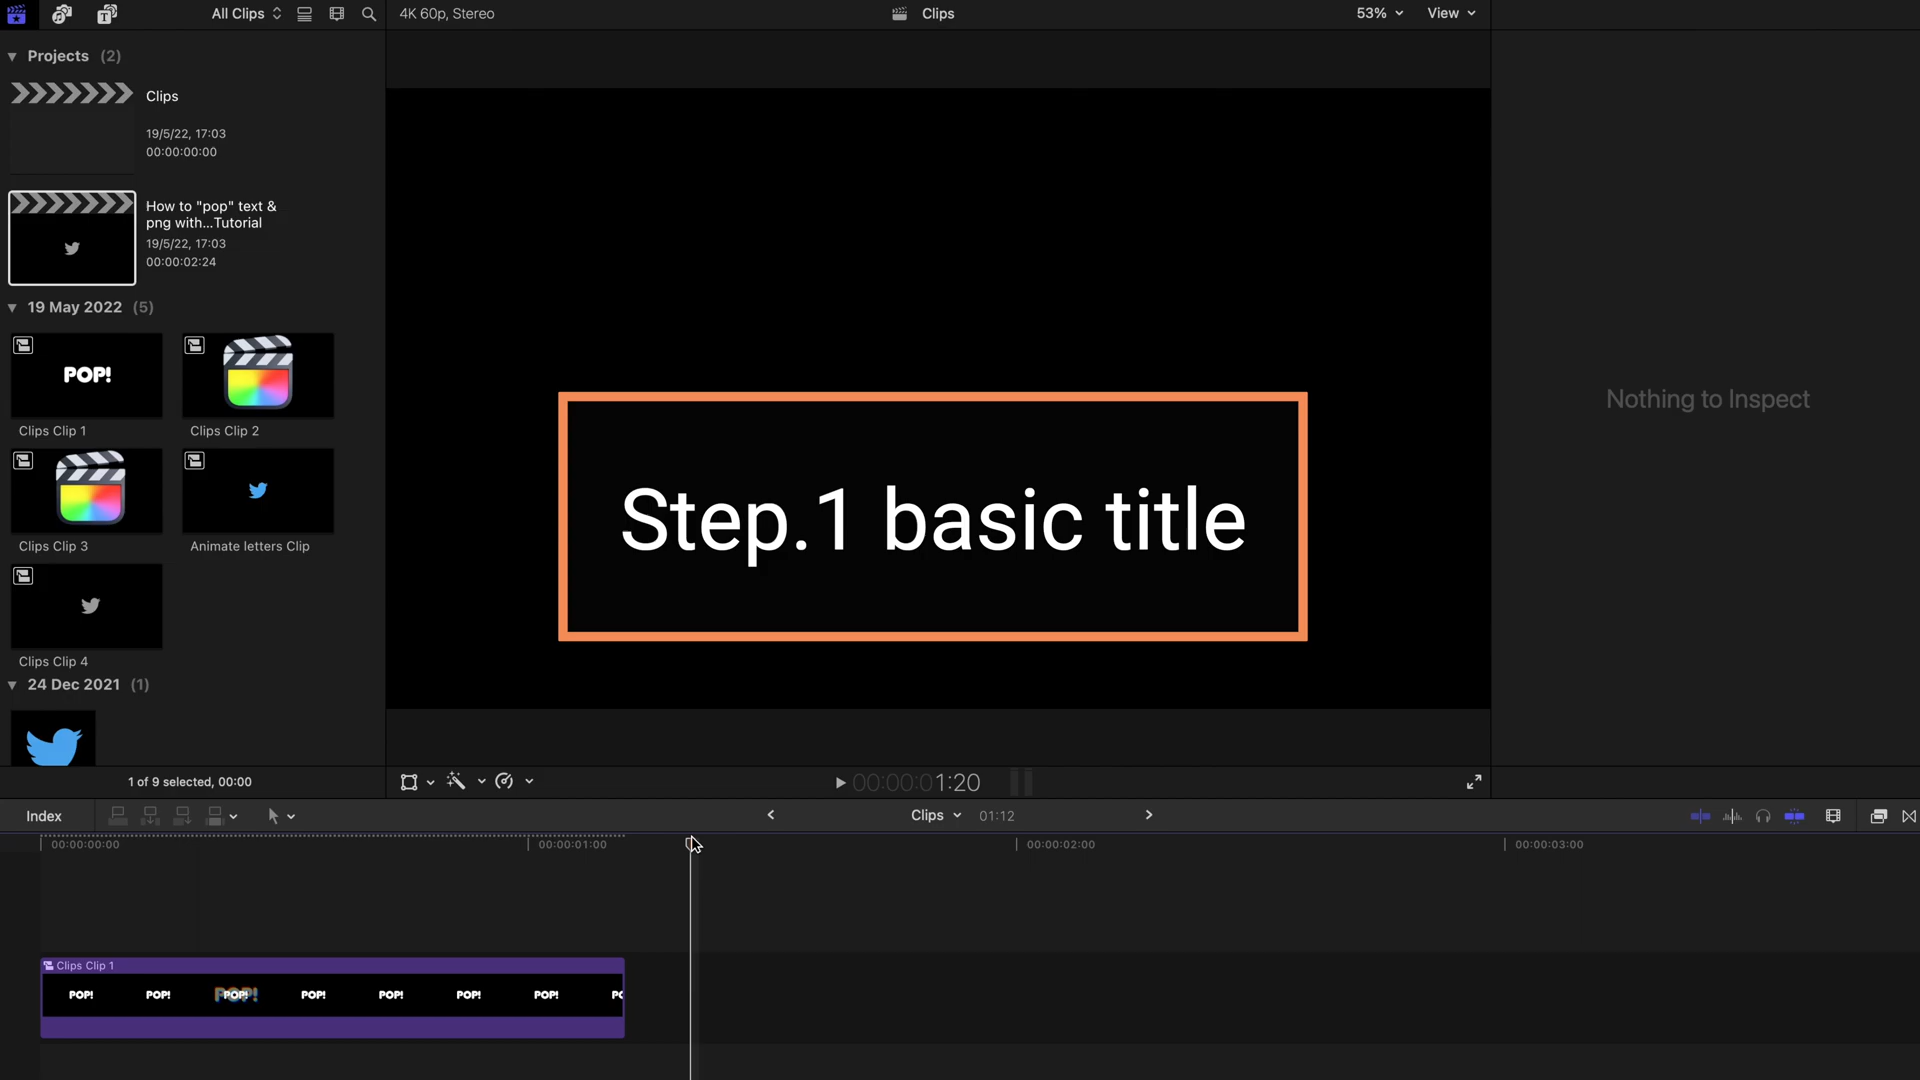 All Clips
4K 60p, Stereo
Clips
53%
View
Projects (2)
Clips
19/5/22, 17:03
00:00:00:00
How to "pop" text &
png with...Tutorial
19/5/22, 17:03
00:00:02:24
19 May 2022 (5)
POP!
Clips Clip 1
Clips Clip 2
Clips Clip 3
Animate letters Clip
Clips Clip 4
24 Dec 2021 (1)
Step.1 basic title
Nothing to Inspect
1 of 9 selected, 00:00
00:00:01:20
Index
Clips
01:12
00:00:00:00
00:00:01:00
00:00:02:00
00:00:03:00
Clips Clip 1
POP! POP! POP! POP! POP! POP! POP! PO